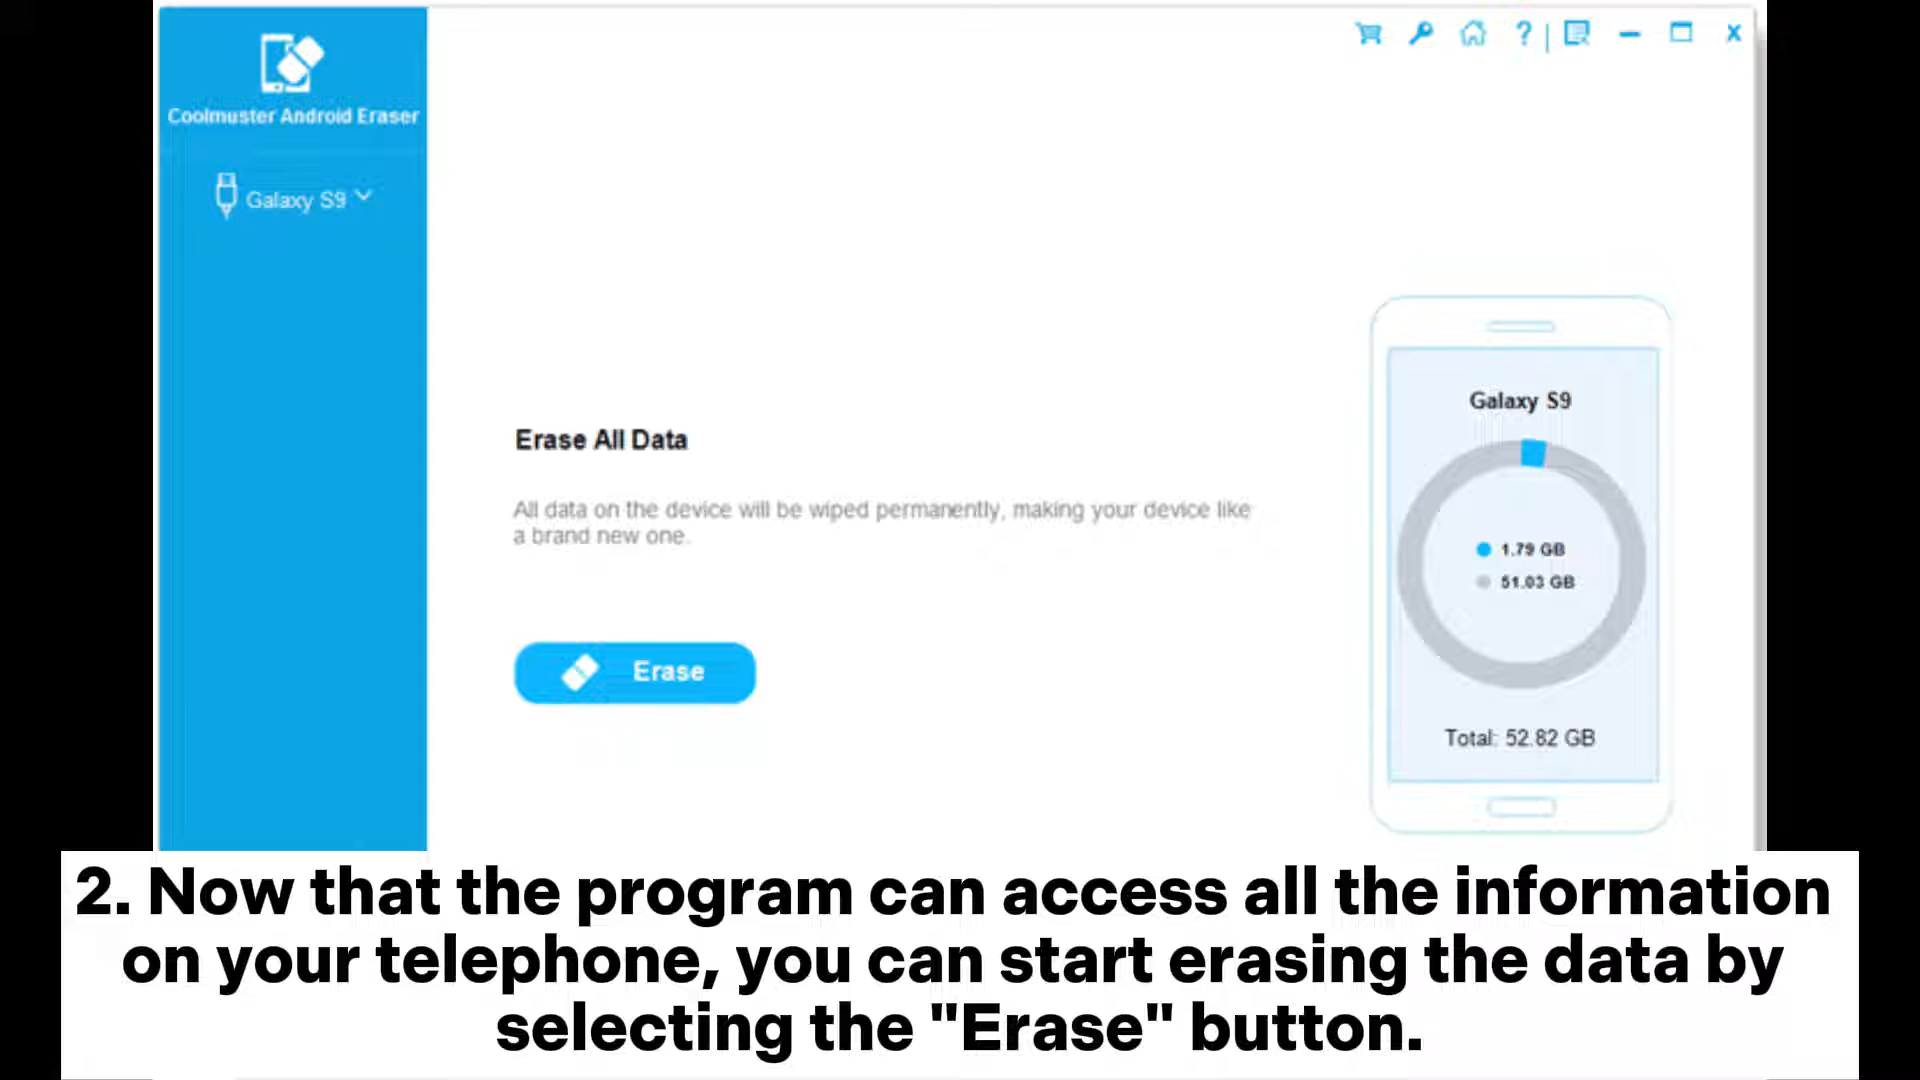 Coolmuster Android Eraser
Galaxy S9
?
Erase All Data
All data on the device will be wiped permanently, making your device like
a brand new one.
Erase
Galaxy S9
1.79 GB
51.03 GB
Total: 52.82 GB
2. Now that the program can access all the information
on your telephone, you can start erasing the data by
selecting the "Erase" button.